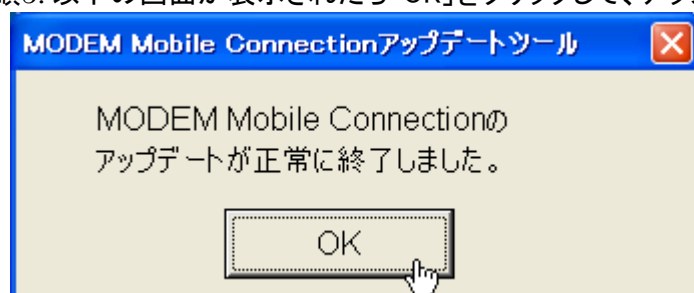 以下の画面が表示されたら「OK」をクリックして、
MODEM Mobile Connectionアップデートツール
MODEM Mobile Connectionの
アップデートが正常に終了しました。
OK